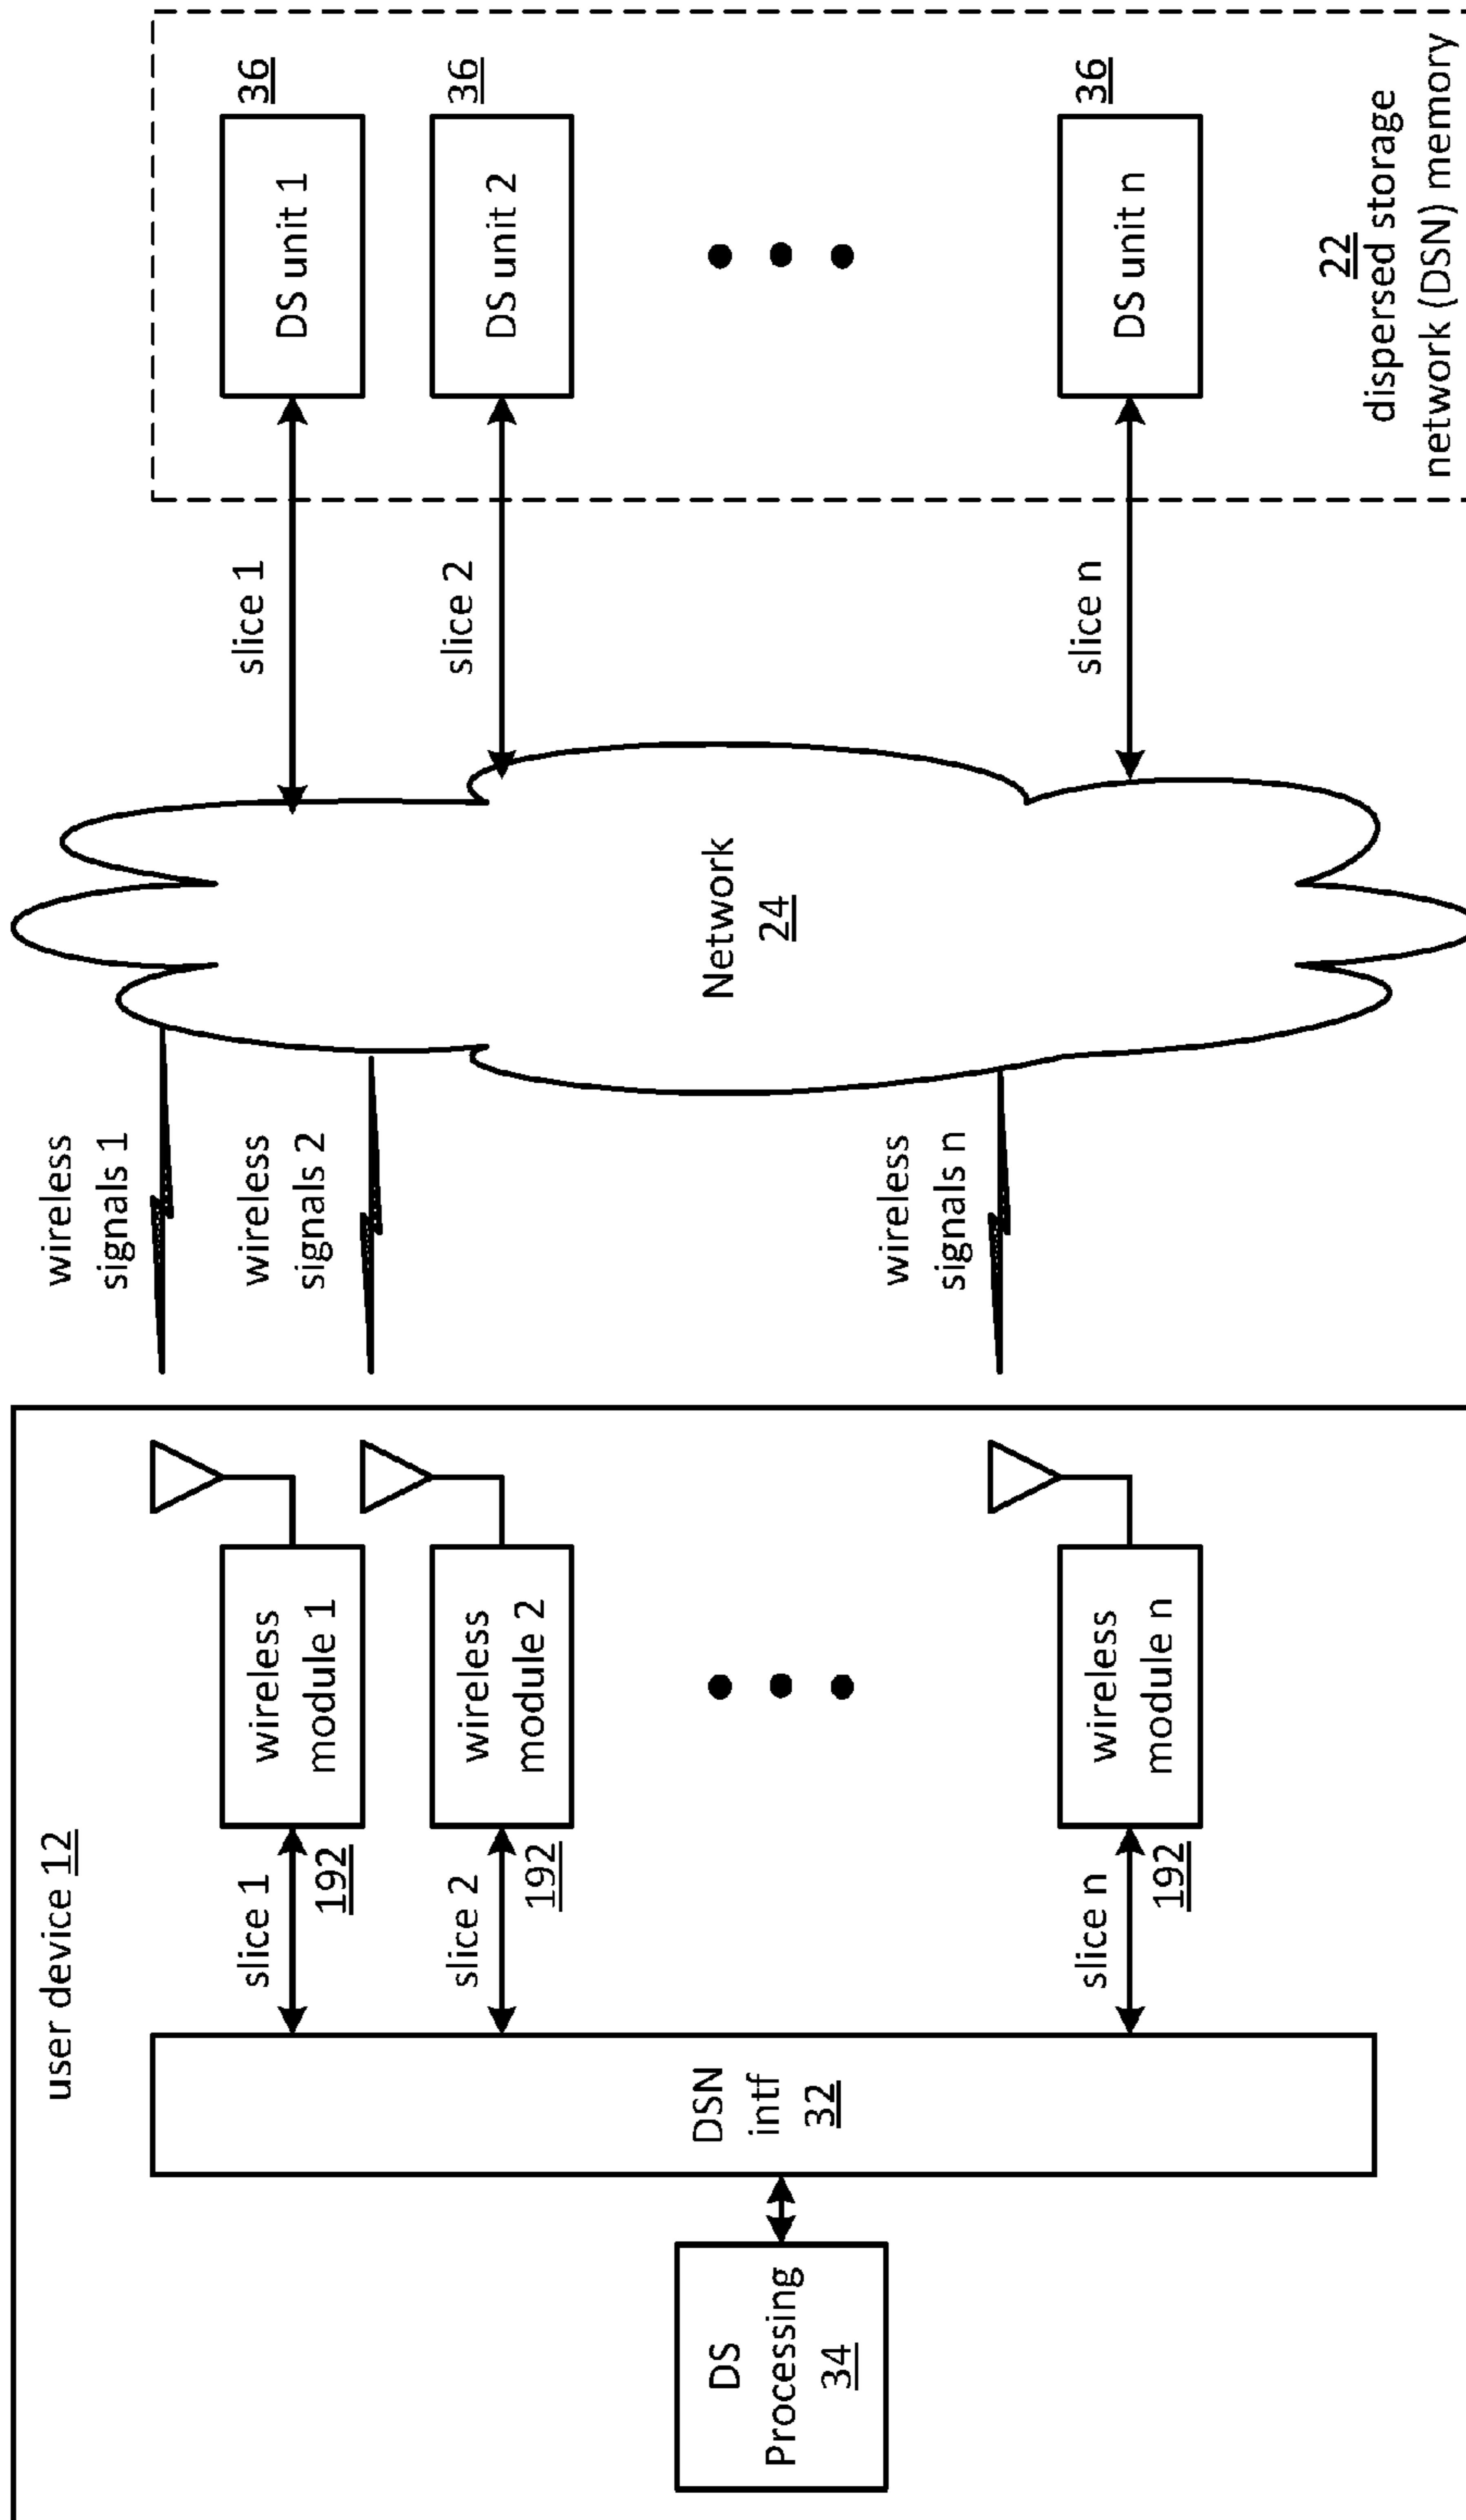 user device 12
DS
Processing
34
DSN
intf
32
slice 1
192
slice 2
192
slice n
192
wireless
module 1
wireless
module 2
wireless
module n
wireless
signals 1
wireless
signals 2
wireless
signals n
Network
24
slice 1
slice 2
slice n
DS unit 1
36
DS unit 2
36
DS unit n
36
22
dispersed storage
network (DSN) memory